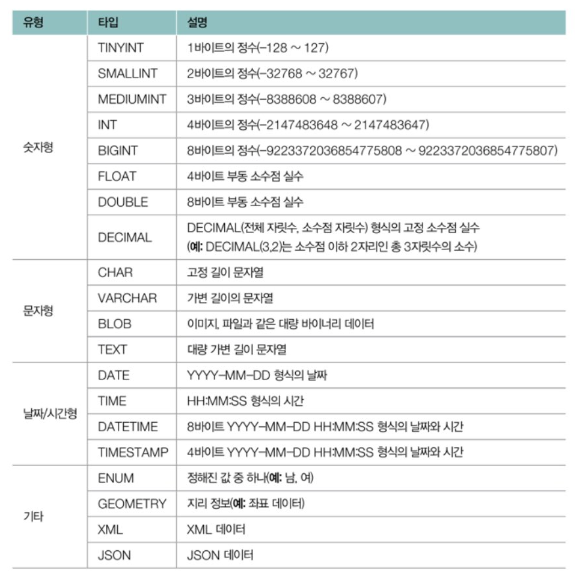 유형 타입 설명
숫자형
TINYINT 1바이트의 정수(-128 ~ 127)
SMALLINT 2바이트의 정수(-32768 ~ 32767)
MEDIUMINT 3바이트의 정수(-8388608 ~ 8388607)
INT 4바이트의 정수(-2147483648 ~ 2147483647)
BIGINT 8바이트의 정수(-9223372036854775808 ~ 9223372036854775807)
FLOAT 4바이트 부동 소수점 실수
DOUBLE 8바이트 부동 소수점 실수
DECIMAL DECIMAL(전체 자릿수, 소수점 자릿수) 형식의 고정 소수점 실수
(예: DECIMAL(3,2)는 소수점 이하 2자리인 총 3자릿수의 소수)
문자형
CHAR 고정 길이 문자열
VARCHAR 가변 길이의 문자열
BLOB 이미지, 파일과 같은 대량 바이너리 데이터
TEXT 대량 가변 길이 문자열
날짜/시간형
DATE YYYY-MM-DD 형식의 날짜
TIME HH:MM:SS 형식의 시간
DATETIME 8바이트 YYYY-MM-DD HH:MM:SS 형식의 날짜와 시간
TIMESTAMP 4바이트 YYYY-MM-DD HH:MM:SS 형식의 날짜와 시간
기타
ENUM 정해진 값 중 하나(예: 남, 여)
GEOMETRY 지리 정보(예: 좌표 데이터)
XML XML 데이터
JSON JSON 데이터